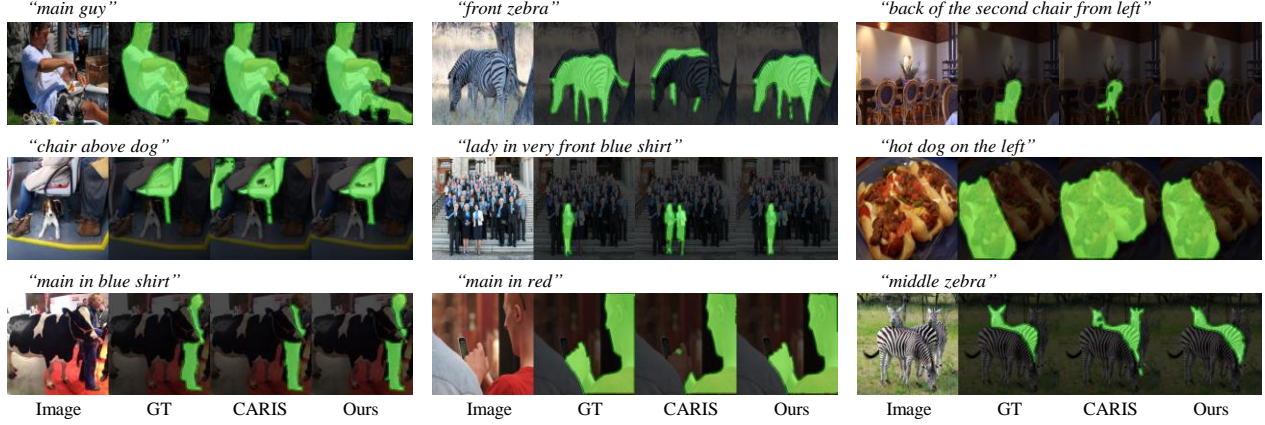 “main guy”
“front zebra”
“back of the second chair from left”
“chair above dog”
“lady in very front blue shirt”
“hot dog on the left”
“main in blue shirt”
“main in red”
“middle zebra”
Image GT CARIS Ours
Image GT CARIS Ours
Image GT CARIS Ours